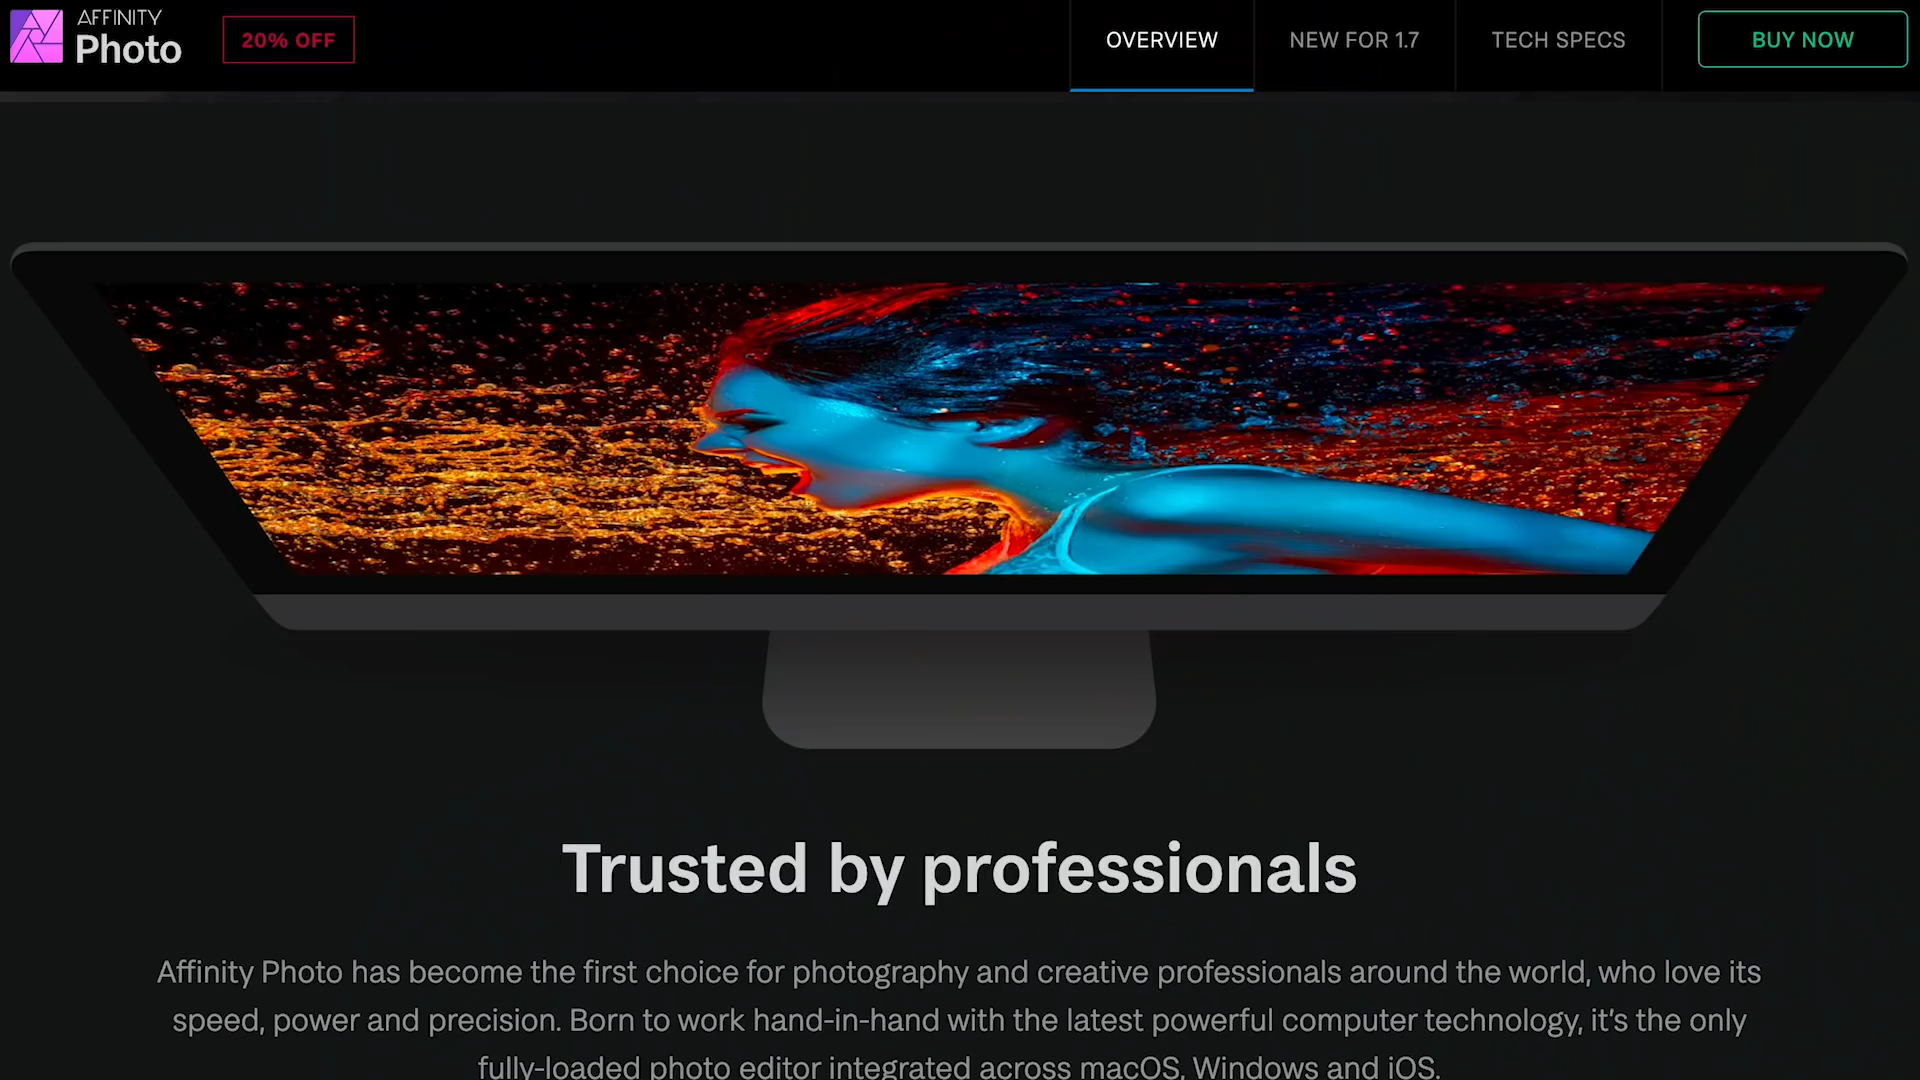 AFFINITY
Photo
20% OFF
OVERVIEW
NEW FOR 1.7
TECH SPECS
BUY NOW
Trusted by professionals
Affinity Photo has become the first choice for photography and creative professionals around the world, who love its
speed, power and precision. Born to work hand-in-hand with the latest powerful computer technology, it’s the only
fully-loaded photo editor integrated across macOS, Windows and iOS.